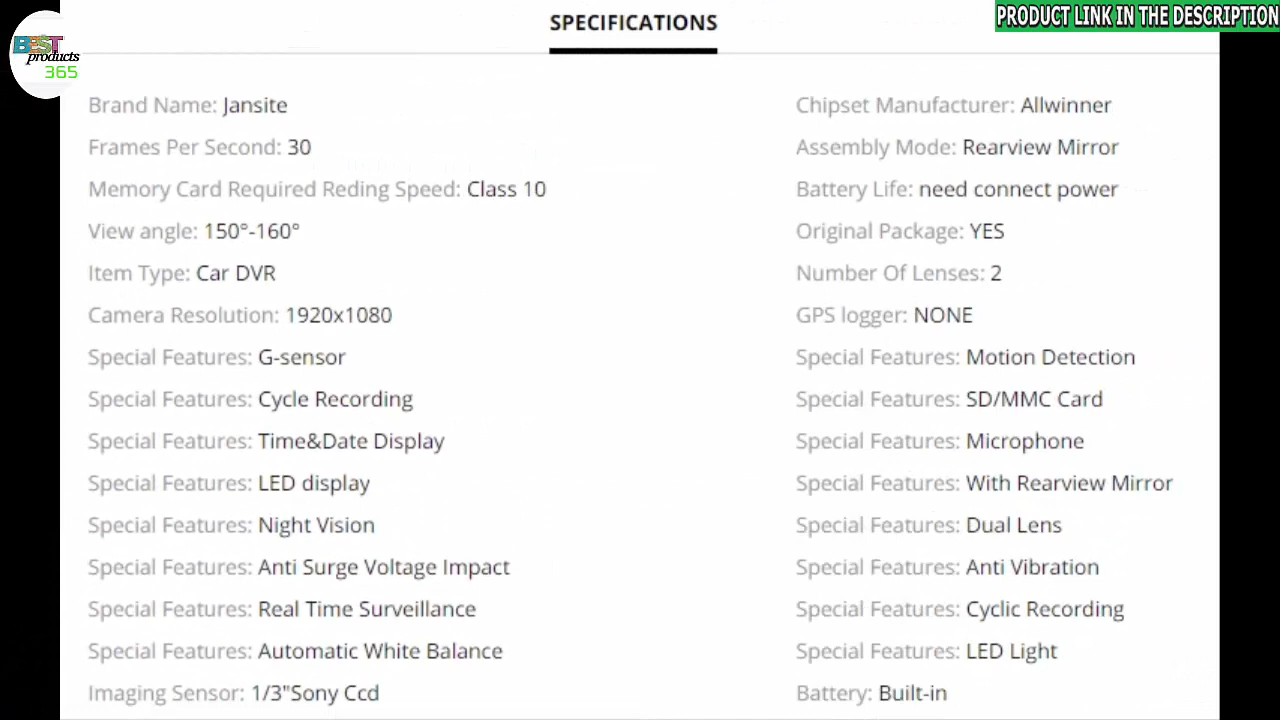 SPECIFICATIONS
PRODUCT LINK IN THE DESCRIPTION
BEST
products
365
Brand Name: Jansite
Chipset Manufacturer: Allwinner
Frames Per Second: 30
Assembly Mode: Rearview Mirror
Memory Card Required Reding Speed: Class 10
Battery Life: need connect power
View angle: 150°-160°
Original Package: YES
Item Type: Car DVR
Number Of Lenses: 2
Camera Resolution: 1920x1080
GPS logger: NONE
Special Features: G-sensor
Special Features: Motion Detection
Special Features: Cycle Recording
Special Features: SD/MMC Card
Special Features: Time&Date Display
Special Features: Microphone
Special Features: LED display
Special Features: With Rearview Mirror
Special Features: Night Vision
Special Features: Dual Lens
Special Features: Anti Surge Voltage Impact
Special Features: Anti Vibration
Special Features: Real Time Surveillance
Special Features: Cyclic Recording
Special Features: Automatic White Balance
Special Features: LED Light
Imaging Sensor: 1/3"Sony Ccd
Battery: Built-in